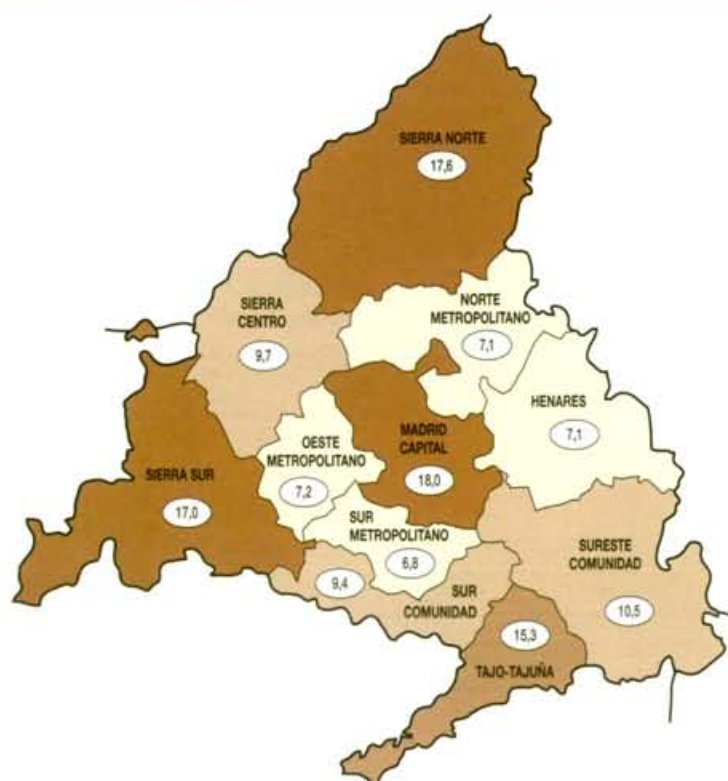 SIERRA NORTE
17,6
SIERRA
CENTRO
9,7
NORTE
METROPOLITANO
7,1
HENARES
7,1
MADRID
CAPITAL
18,0
OESTE
METROPOLITANO
7,2
SIERRA SUR
17,0
SUR
METROPOLITANO
6,8
SURESTE
COMUNIDAD
10,5
9,4
SUR
COMUNIDAD
15,3
TAJO-TAJUÑA